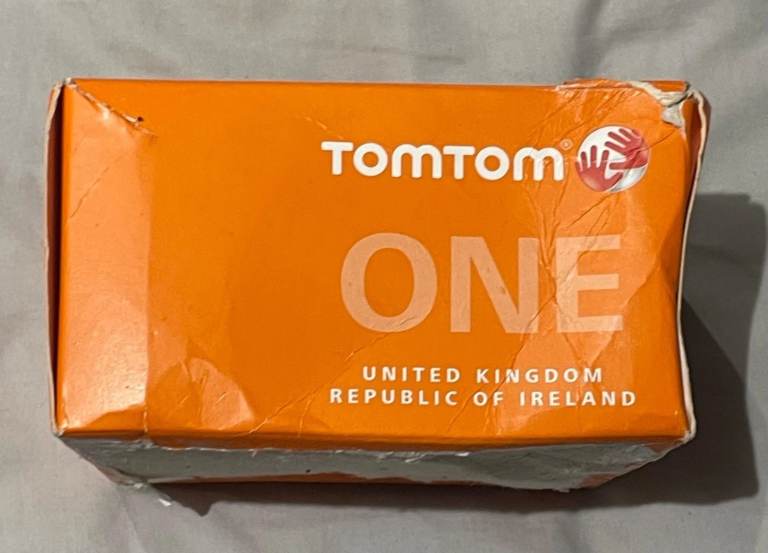 TOMTOM®
ONE
UNITED KINGDOM
REPUBLIC OF IRELAND